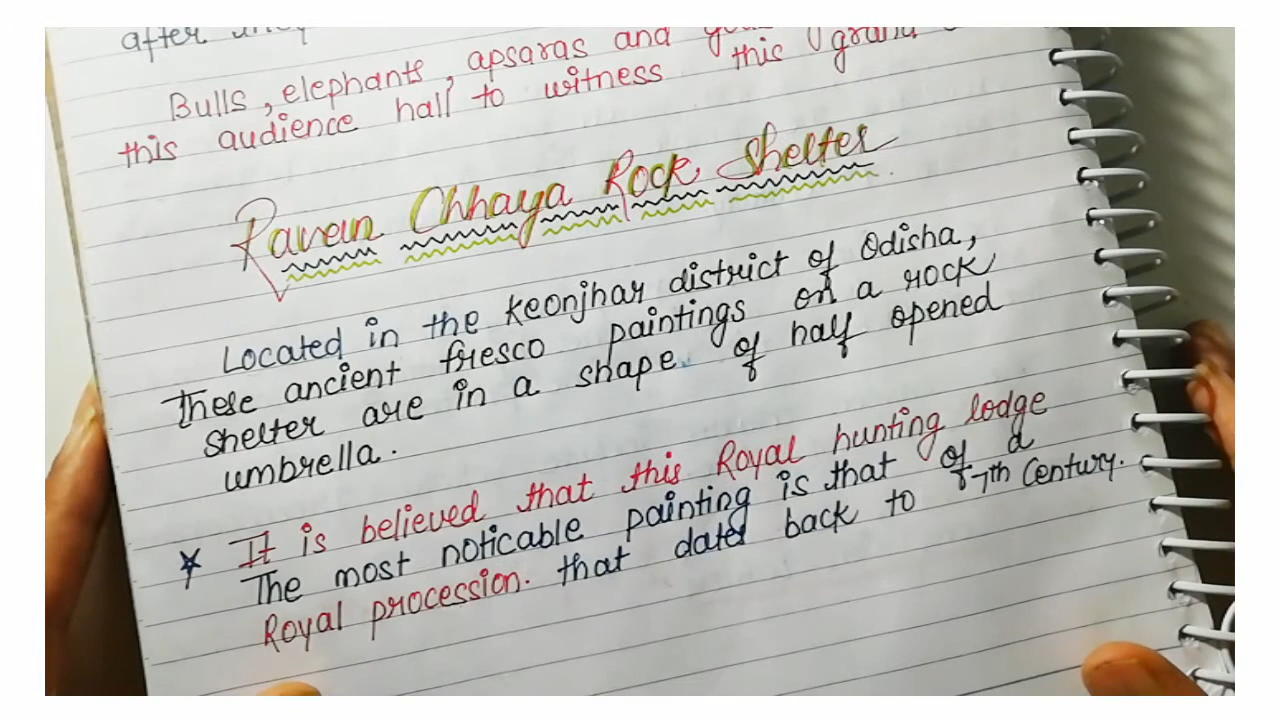 after
Bulls, elephants, apsaras and
this audience hall to witness this grand
Ravan Chhaya Rock Shelter
Located in the Keonjhar district of Odisha,
These ancient fresco paintings on a rock
shelter are in a shape of half opened
umbrella.
* It is believed that this Royal hunting lodge
The most noticable painting is that of a
Royal procession. that dated back to 7th Century.